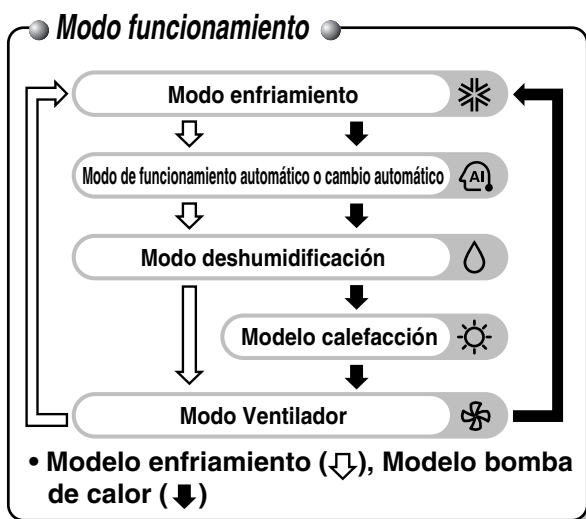 Modo funcionamiento
Modo enfriamiento
Modo de funcionamiento automático o cambio automático
AI
Modo deshumidificación
Modelo calefacción
Modo Ventilador
• Modelo enfriamiento (⇩), Modelo bomba
de calor (⬇)